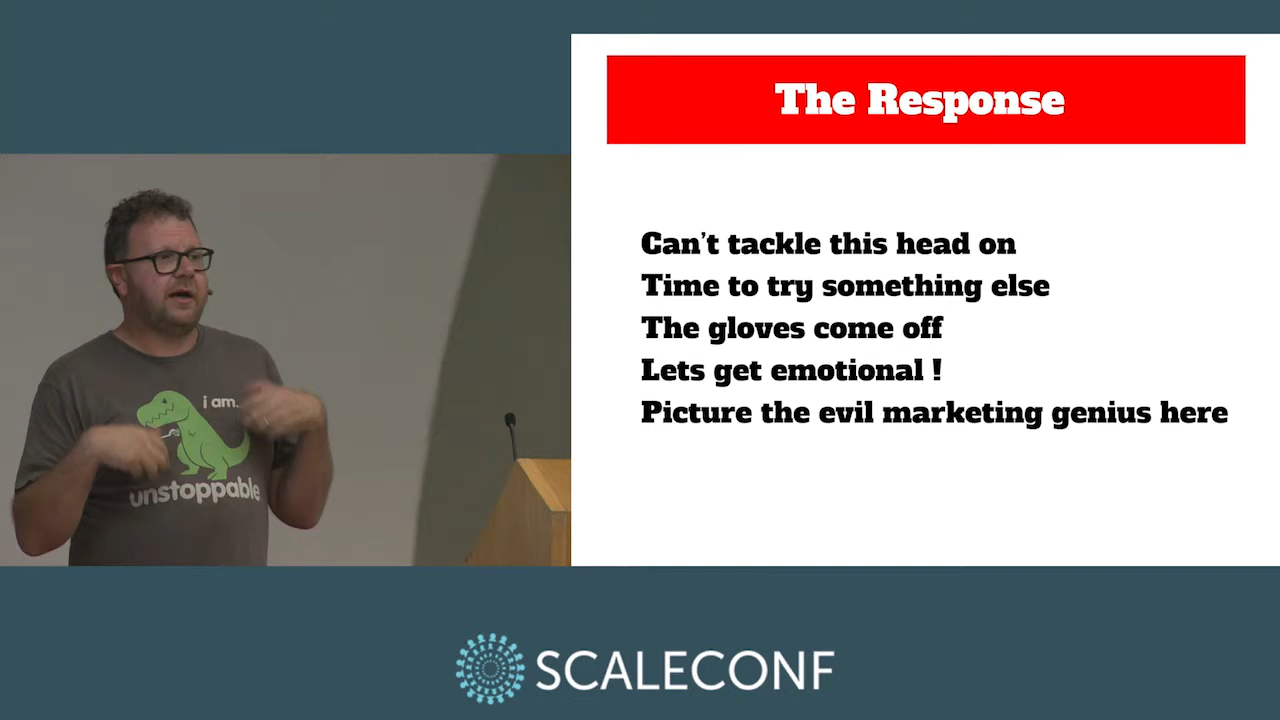 The Response
Can't tackle this head on
Time to try something else
The gloves come off
Lets get emotional !
Picture the evil marketing genius here
i am...
unstoppable
SCALECONF